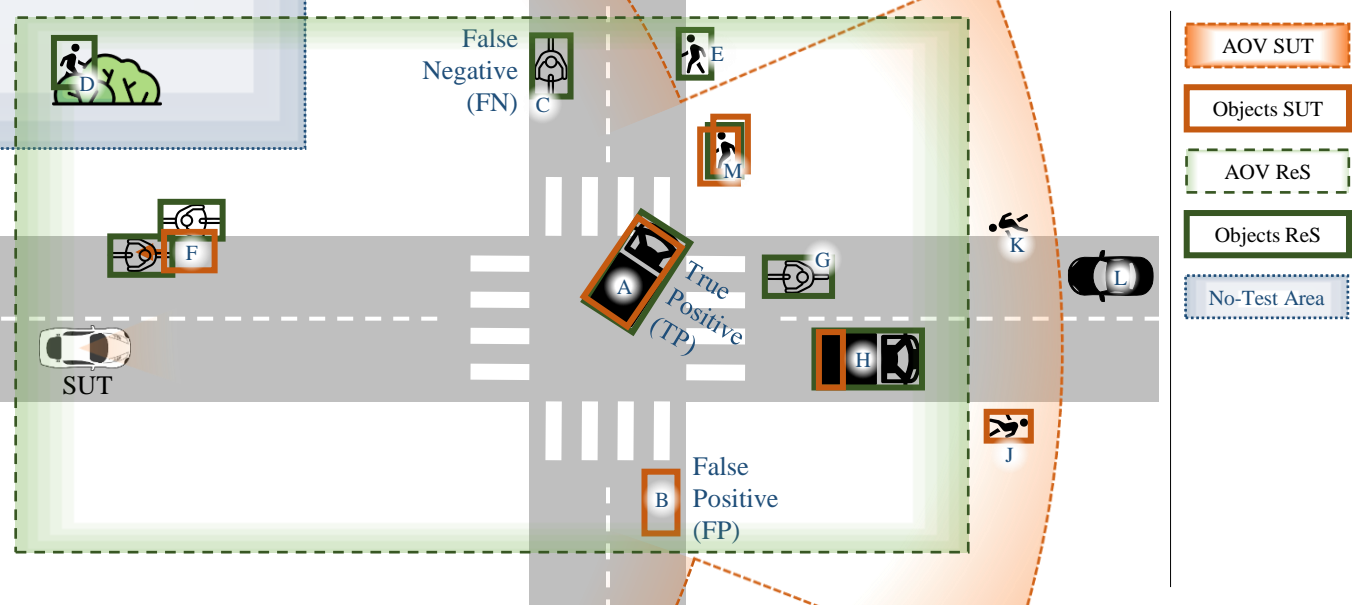 False
Negative
(FN)
C
E
D
M
F
K
G
L
A
True
Positive
(TP)
H
SUT
J
False
Positive
(FP)
B
AOV SUT
Objects SUT
AOV ReS
Objects ReS
No-Test Area